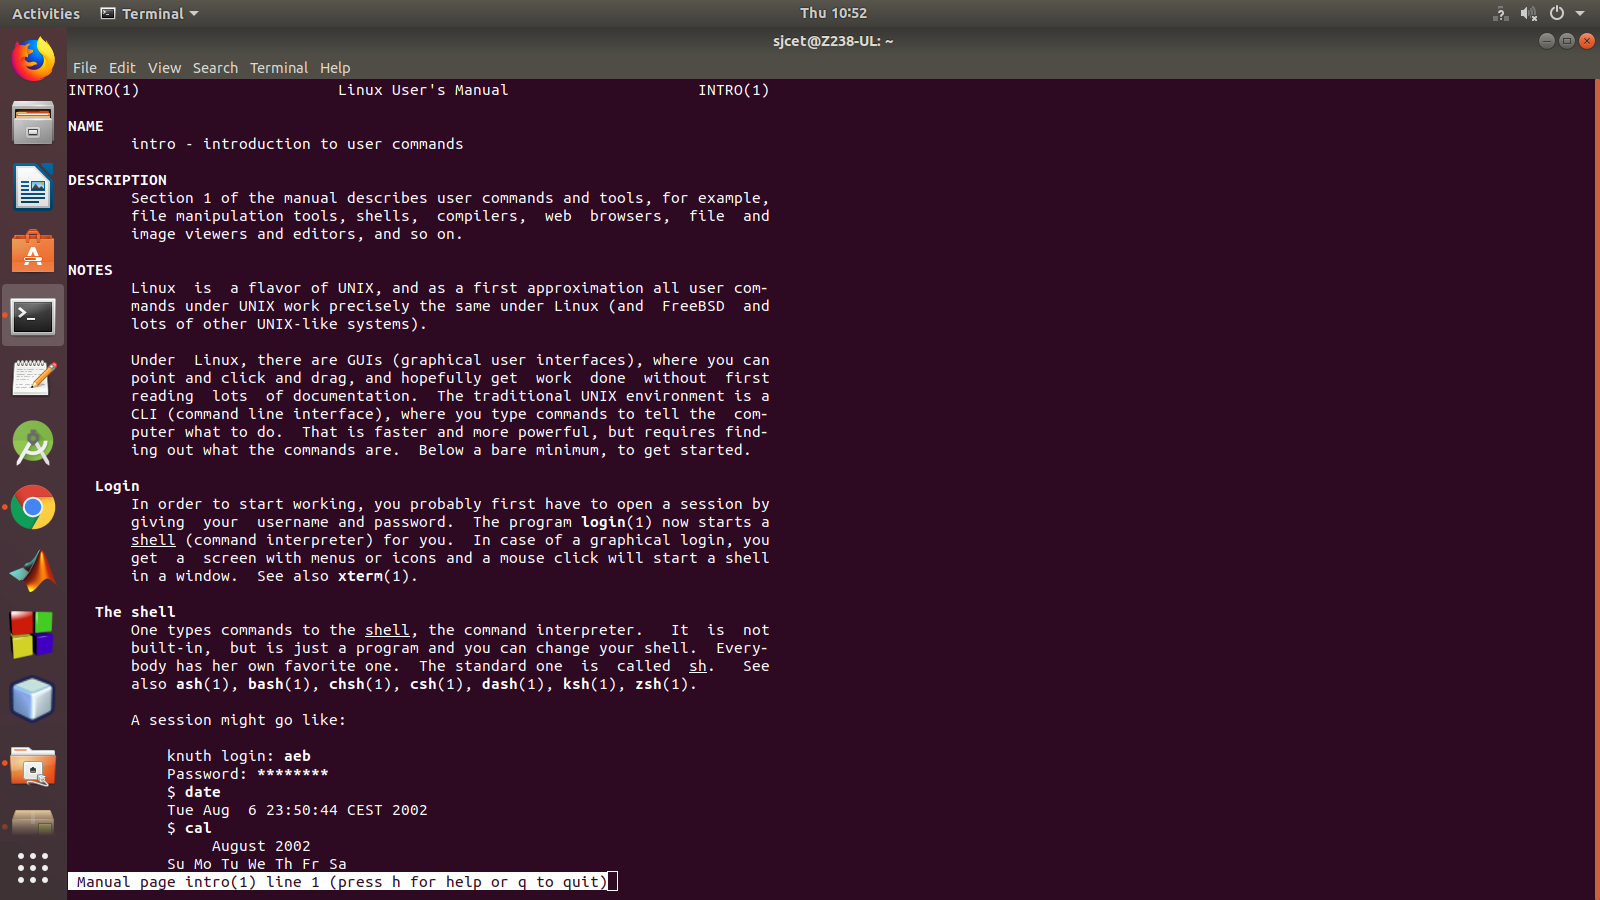 Activities Terminal Thu 10:52
sjcet@Z238-UL: ~
File Edit View Search Terminal Help
INTRO(1) Linux User's Manual INTRO(1)
NAME
intro - introduction to user commands
DESCRIPTION
Section 1 of the manual describes user commands and tools, for example,
file manipulation tools, shells, compilers, web browsers, file and
image viewers and editors, and so on.
NOTES
Linux is a flavor of UNIX, and as a first approximation all user com-
mands under UNIX work precisely the same under Linux (and FreeBSD and
lots of other UNIX-like systems).
Under Linux, there are GUIs (graphical user interfaces), where you can
point and click and drag, and hopefully get work done without first
reading lots of documentation. The traditional UNIX environment is a
CLI (command line interface), where you type commands to tell the com-
puter what to do. That is faster and more powerful, but requires find-
ing out what the commands are. Below a bare minimum, to get started.
Login
In order to start working, you probably first have to open a session by
giving your username and password. The program login(1) now starts a
shell (command interpreter) for you. In case of a graphical login, you
get a screen with menus or icons and a mouse click will start a shell
in a window. See also xterm(1).
The shell
One types commands to the shell, the command interpreter. It is not
built-in, but is just a program and you can change your shell. Every-
body has her own favorite one. The standard one is called sh. See
also ash(1), bash(1), chsh(1), csh(1), dash(1), ksh(1), zsh(1).
A session might go like:
knuth login: aeb
Password: ********
$ date
Tue Aug 6 23:50:44 CEST 2002
$ cal
August 2002
Su Mo Tu We Th Fr Sa
Manual page intro(1) line 1 (press h for help or q to quit)